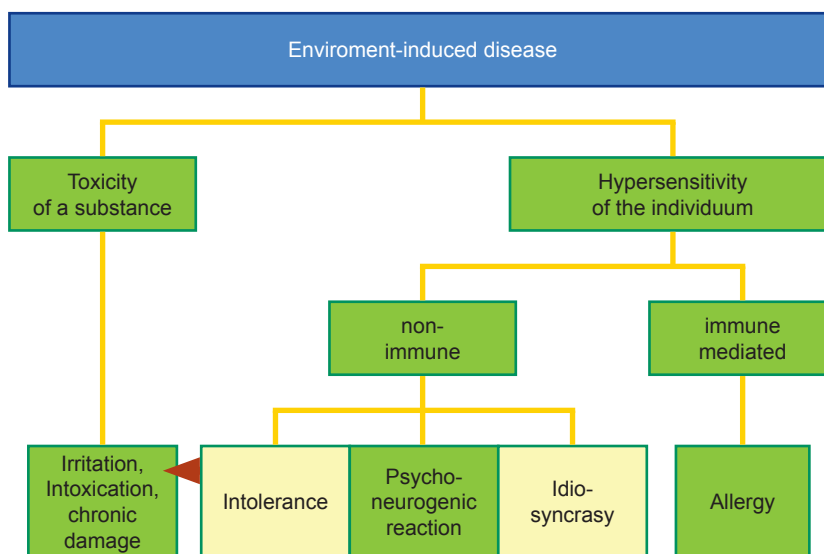 Enviroment-induced disease
Toxicity
of a substance
Hypersensitivity
of the individuum
non-
immune
immune
mediated
Irritation,
Intoxication,
chronic
damage
Intolerance
Psycho-
neurogenic
reaction
Idio-
syncrasy
Allergy